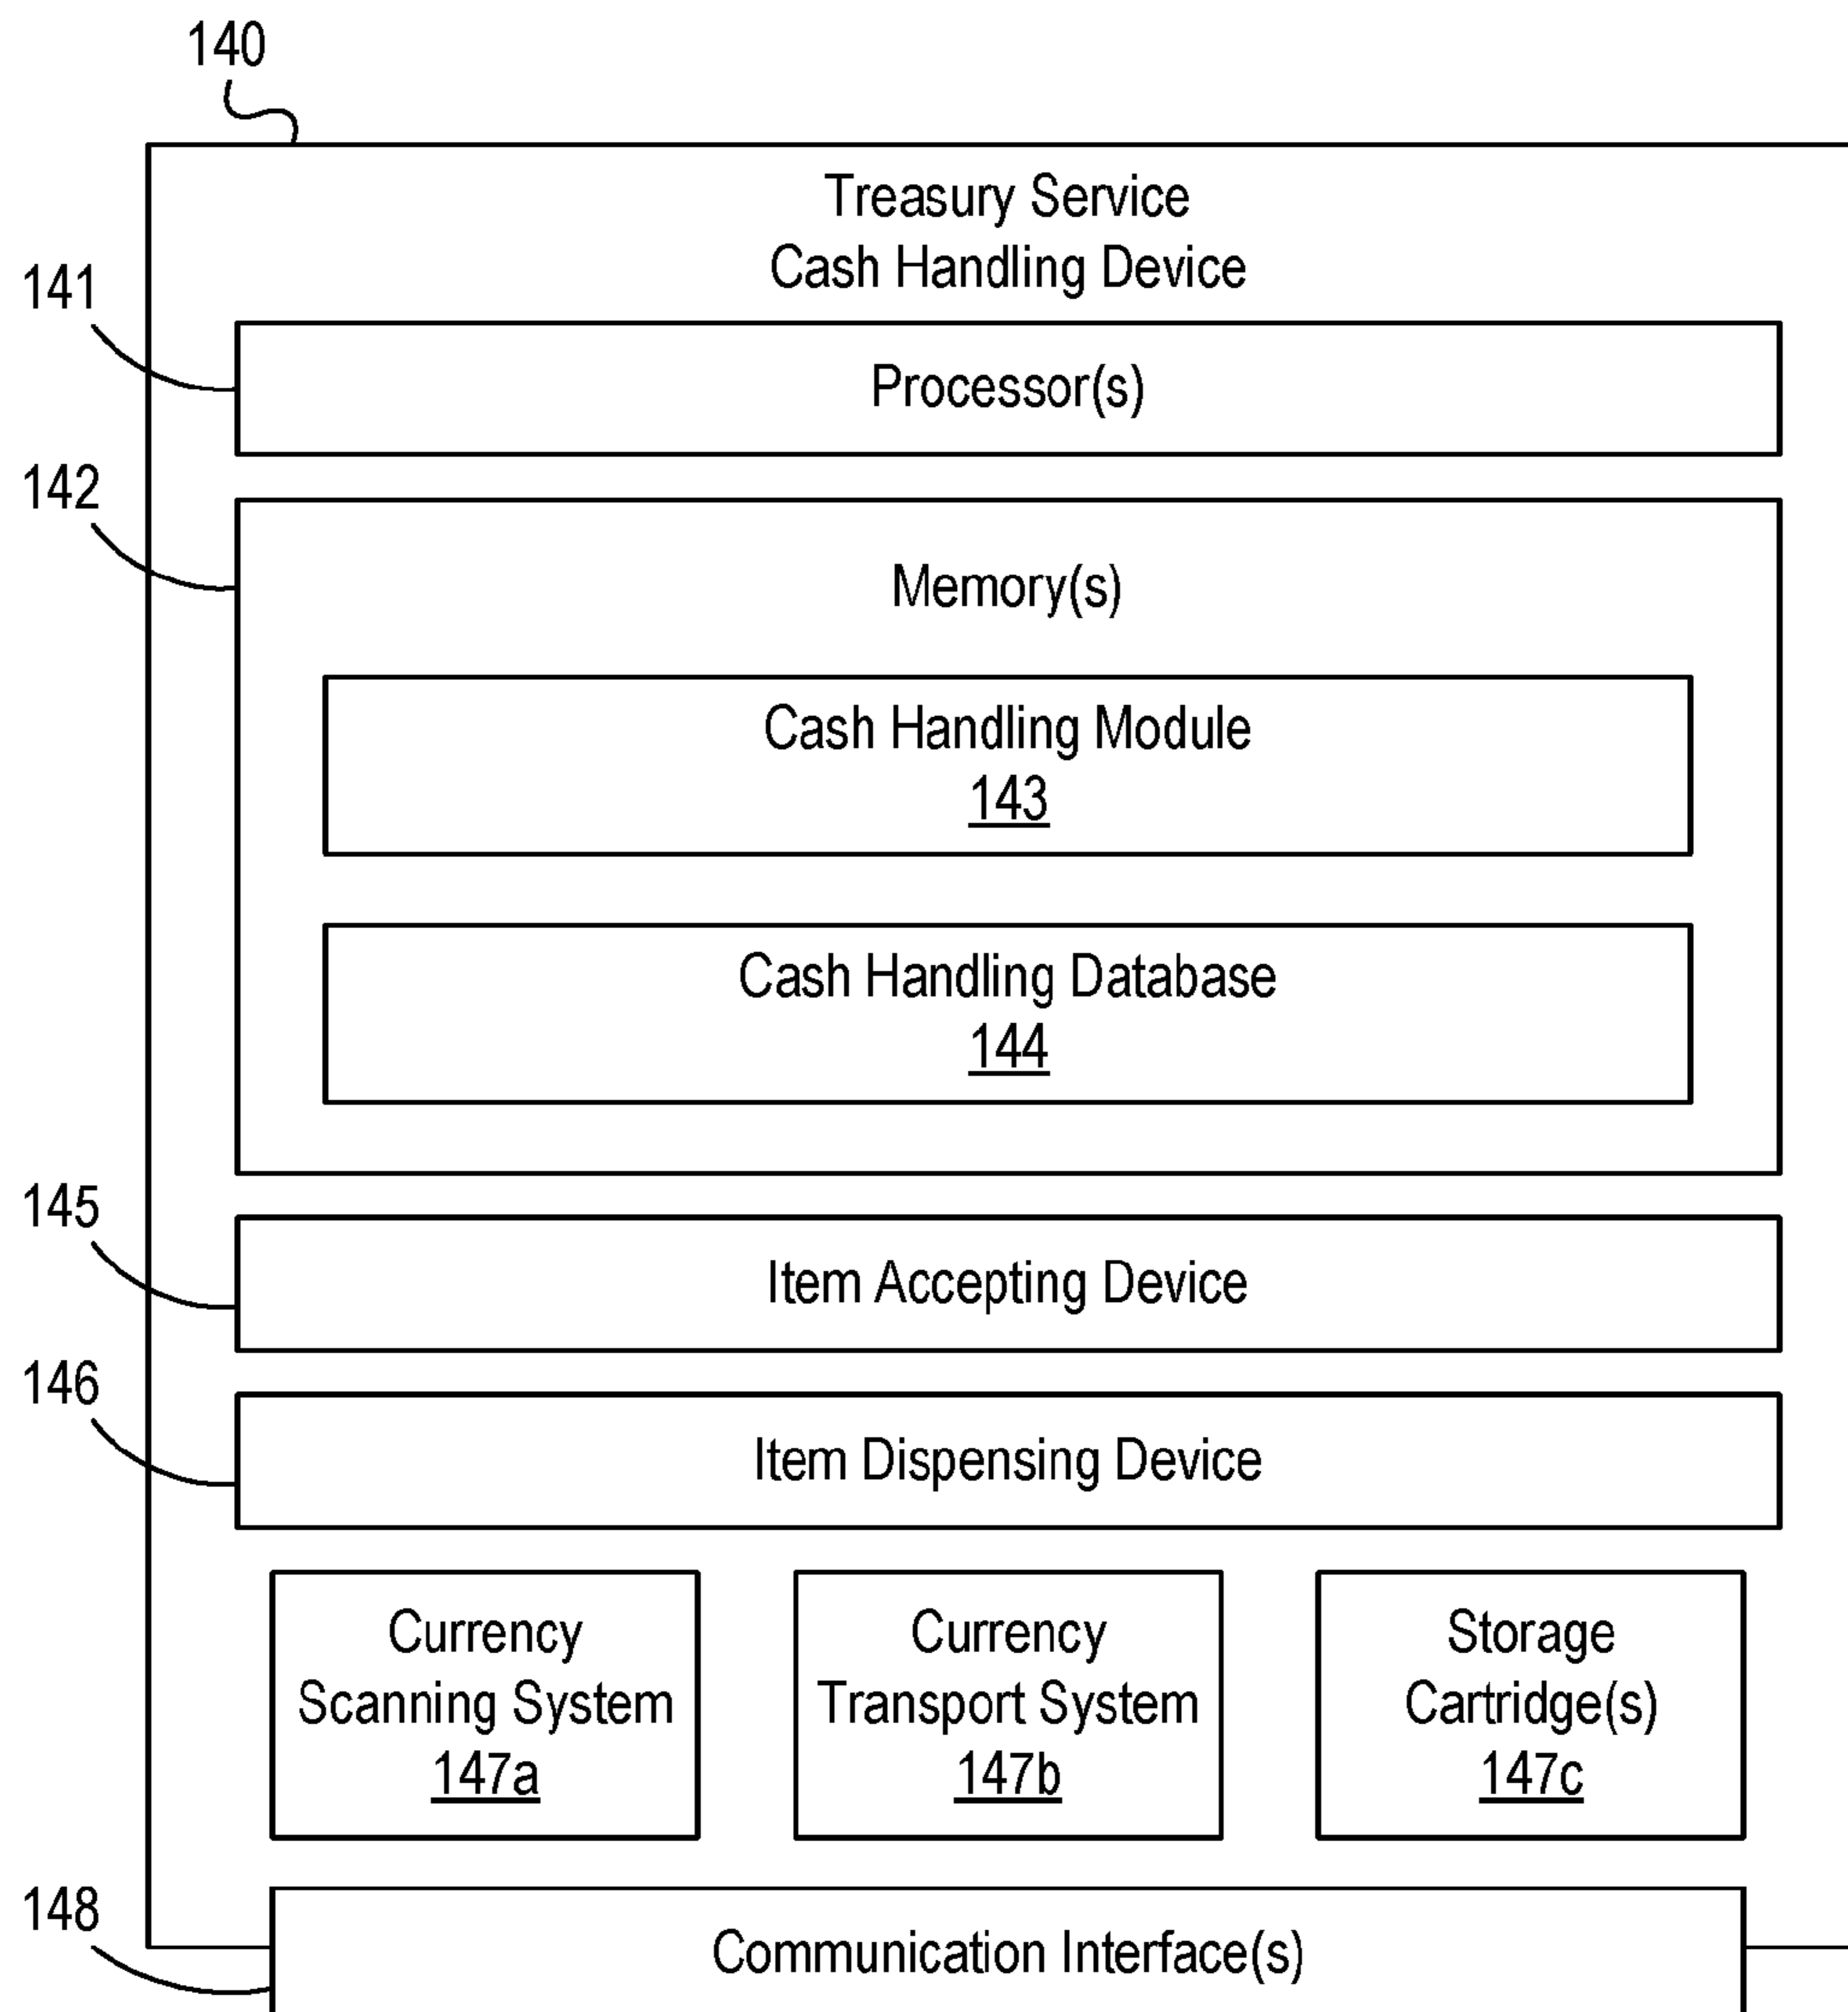 140
Treasury Service
Cash Handling Device
141
Processor(s)
142
Memory(s)
Cash Handling Module
143
Cash Handling Database
144
145
Item Accepting Device
146
Item Dispensing Device
Currency
Scanning System
147a
Currency
Transport System
147b
Storage
Cartridge(s)
147c
148
Communication Interface(s)